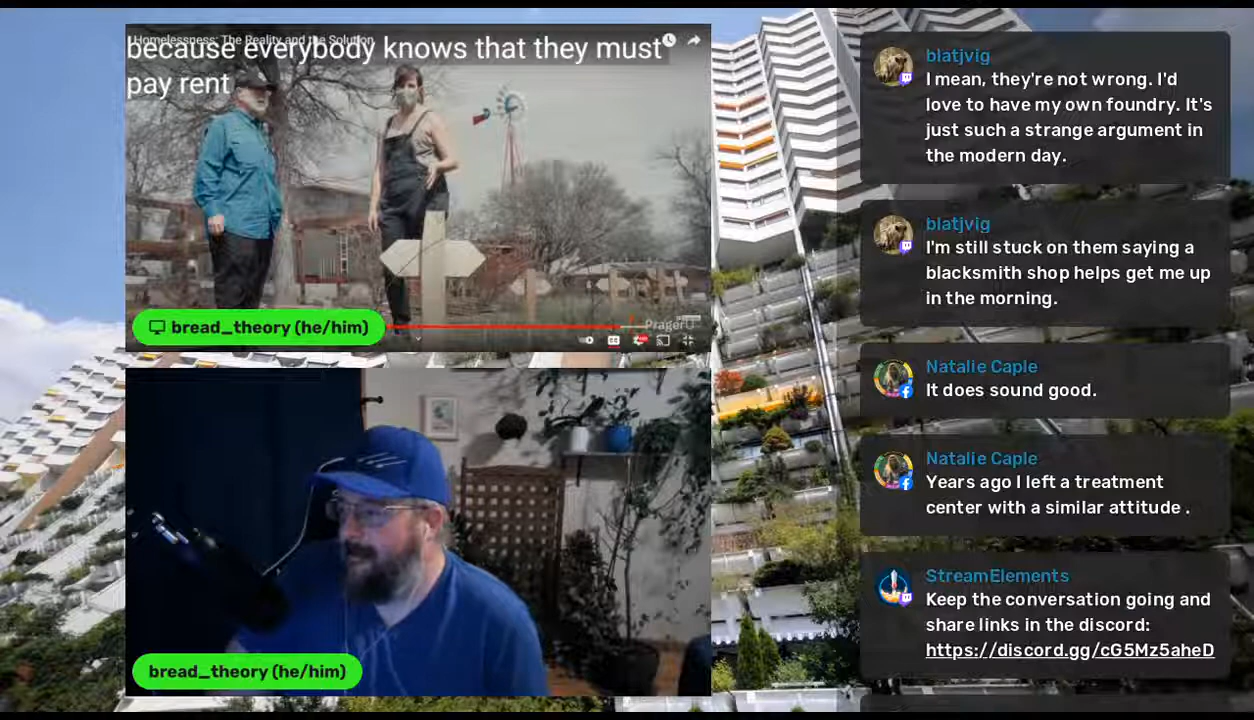 Homelessness: The Reality and the Solution
because everybody knows that they must
pay rent
PragerU
bread_theory (he/him)
bread_theory (he/him)
blatjvig
I mean, they're not wrong. I'd
love to have my own foundry. It's
just such a strange argument in
the modern day.
blatjvig
I'm still stuck on them saying a
blacksmith shop helps get me up
in the morning.
Natalie Caple
It does sound good.
Natalie Caple
Years ago I left a treatment
center with a similar attitude .
StreamElements
Keep the conversation going and
share links in the discord:
https://discord.gg/cG5Mz5aheD